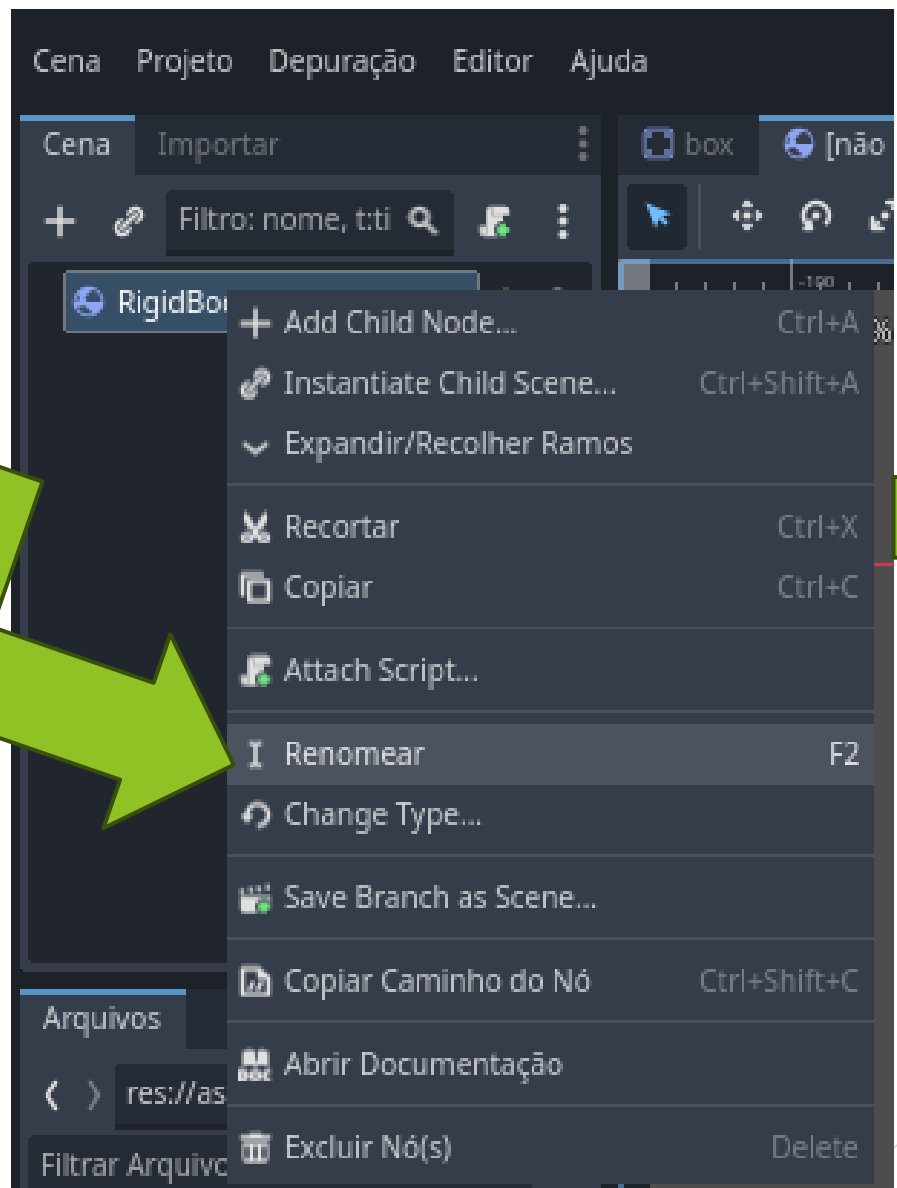 Cena Projeto Depuração Editor Ajuda
Cena Importar
box [não
Filtro: nome, t:ti
-190
RigidBo
%
Add Child Node... Ctrl+A
Instantiate Child Scene... Ctrl+Shift+A
Expandir/Recolher Ramos
Recortar Ctrl+X
Copiar Ctrl+C
Attach Script...
Renomear F2
Change Type...
Save Branch as Scene...
Copiar Caminho do Nó Ctrl+Shift+C
Arquivos
DOC Abrir Documentação
res://as
Excluir Nó(s) Delete
Filtrar Arquivo